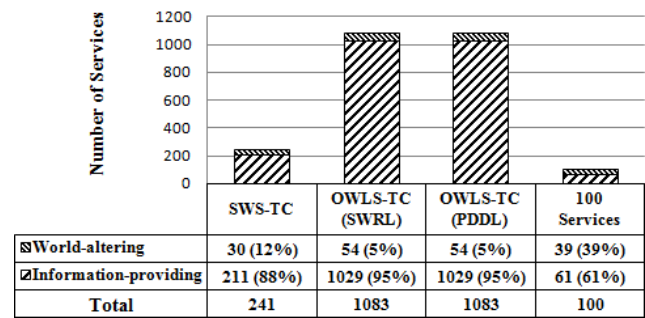 Number of Services
1200
1000
800
600
400
200
0
SWS-TC
OWLS-TC (SWRL)
OWLS-TC (PDDL)
100 Services
World-altering 30 (12%) 54 (5%) 54 (5%) 39 (39%)
Information-providing 211 (88%) 1029 (95%) 1029 (95%) 61 (61%)
Total 241 1083 1083 100